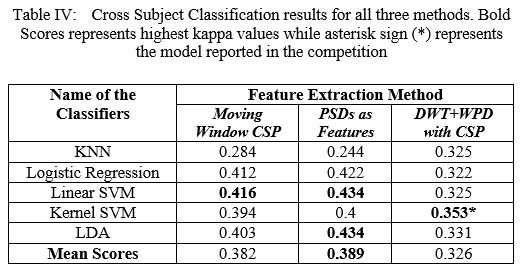 Table IV: Cross Subject Classification results for all three methods. Bold
Scores represents highest kappa values while asterisk sign (*) represents
the model reported in the competition
Name of the Classifiers Feature Extraction Method
Moving Window CSP PSDs as Features DWT+WPD with CSP
KNN 0.284 0.244 0.325
Logistic Regression 0.412 0.422 0.322
Linear SVM 0.416 0.434 0.325
Kernel SVM 0.394 0.4 0.353*
LDA 0.403 0.434 0.331
Mean Scores 0.382 0.389 0.326